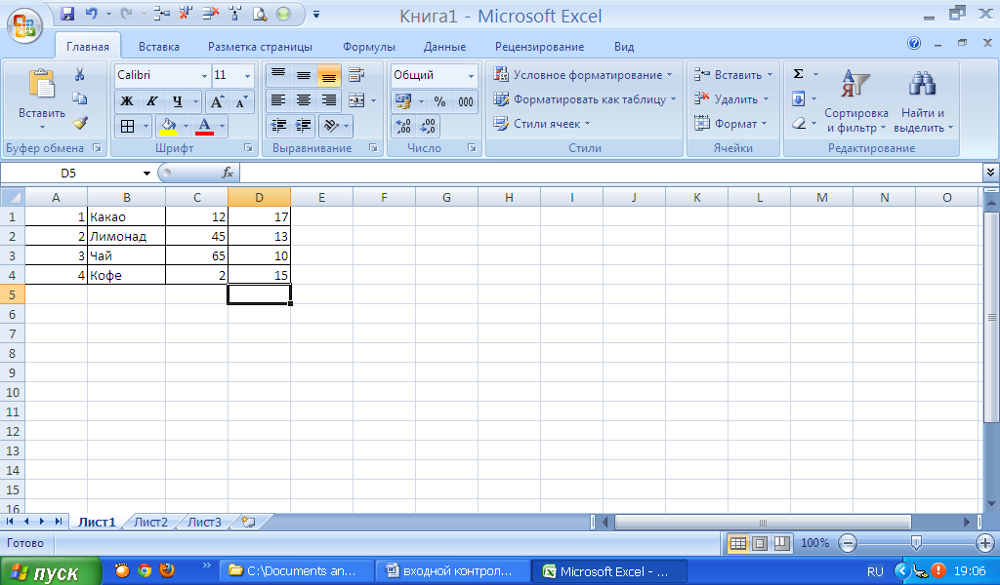 Книга1 - Microsoft Excel
Главная Вставка Разметка страницы Формулы Данные Рецензирование Вид
Вставить
Буфер обмена
Calibri 11
Ж К Ч A A
А
Шрифт
Выравнивание
Общий
% 000
,00 ,00
Число
Условное форматирование
Форматировать как таблицу
Стили ячеек
Стили
Вставить
Удалить
Формат
Ячейки
Σ
Сортировка и фильтр
Найти и выделить
Редактирование
D5 fx
A B C D E F G H I J K L M N O
1 1 Какао 12 17
2 2 Лимонад 45 13
3 3 Чай 65 10
4 4 Кофе 2 15
5
6
7
8
9
10
11
12
13
14
15
16
Лист1 Лист2 Лист3
Готово 100%
пуск C:\Documents an... входной контрол... Microsoft Excel - ... RU 19:06